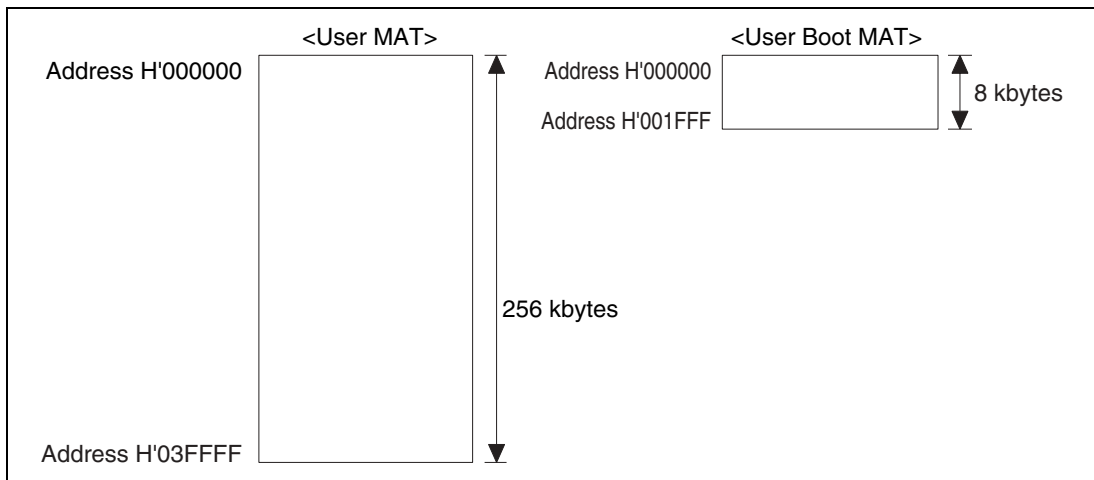 <User MAT>
Address H'000000
256 kbytes
Address H'03FFFF
<User Boot MAT>
Address H'000000
8 kbytes
Address H'001FFF